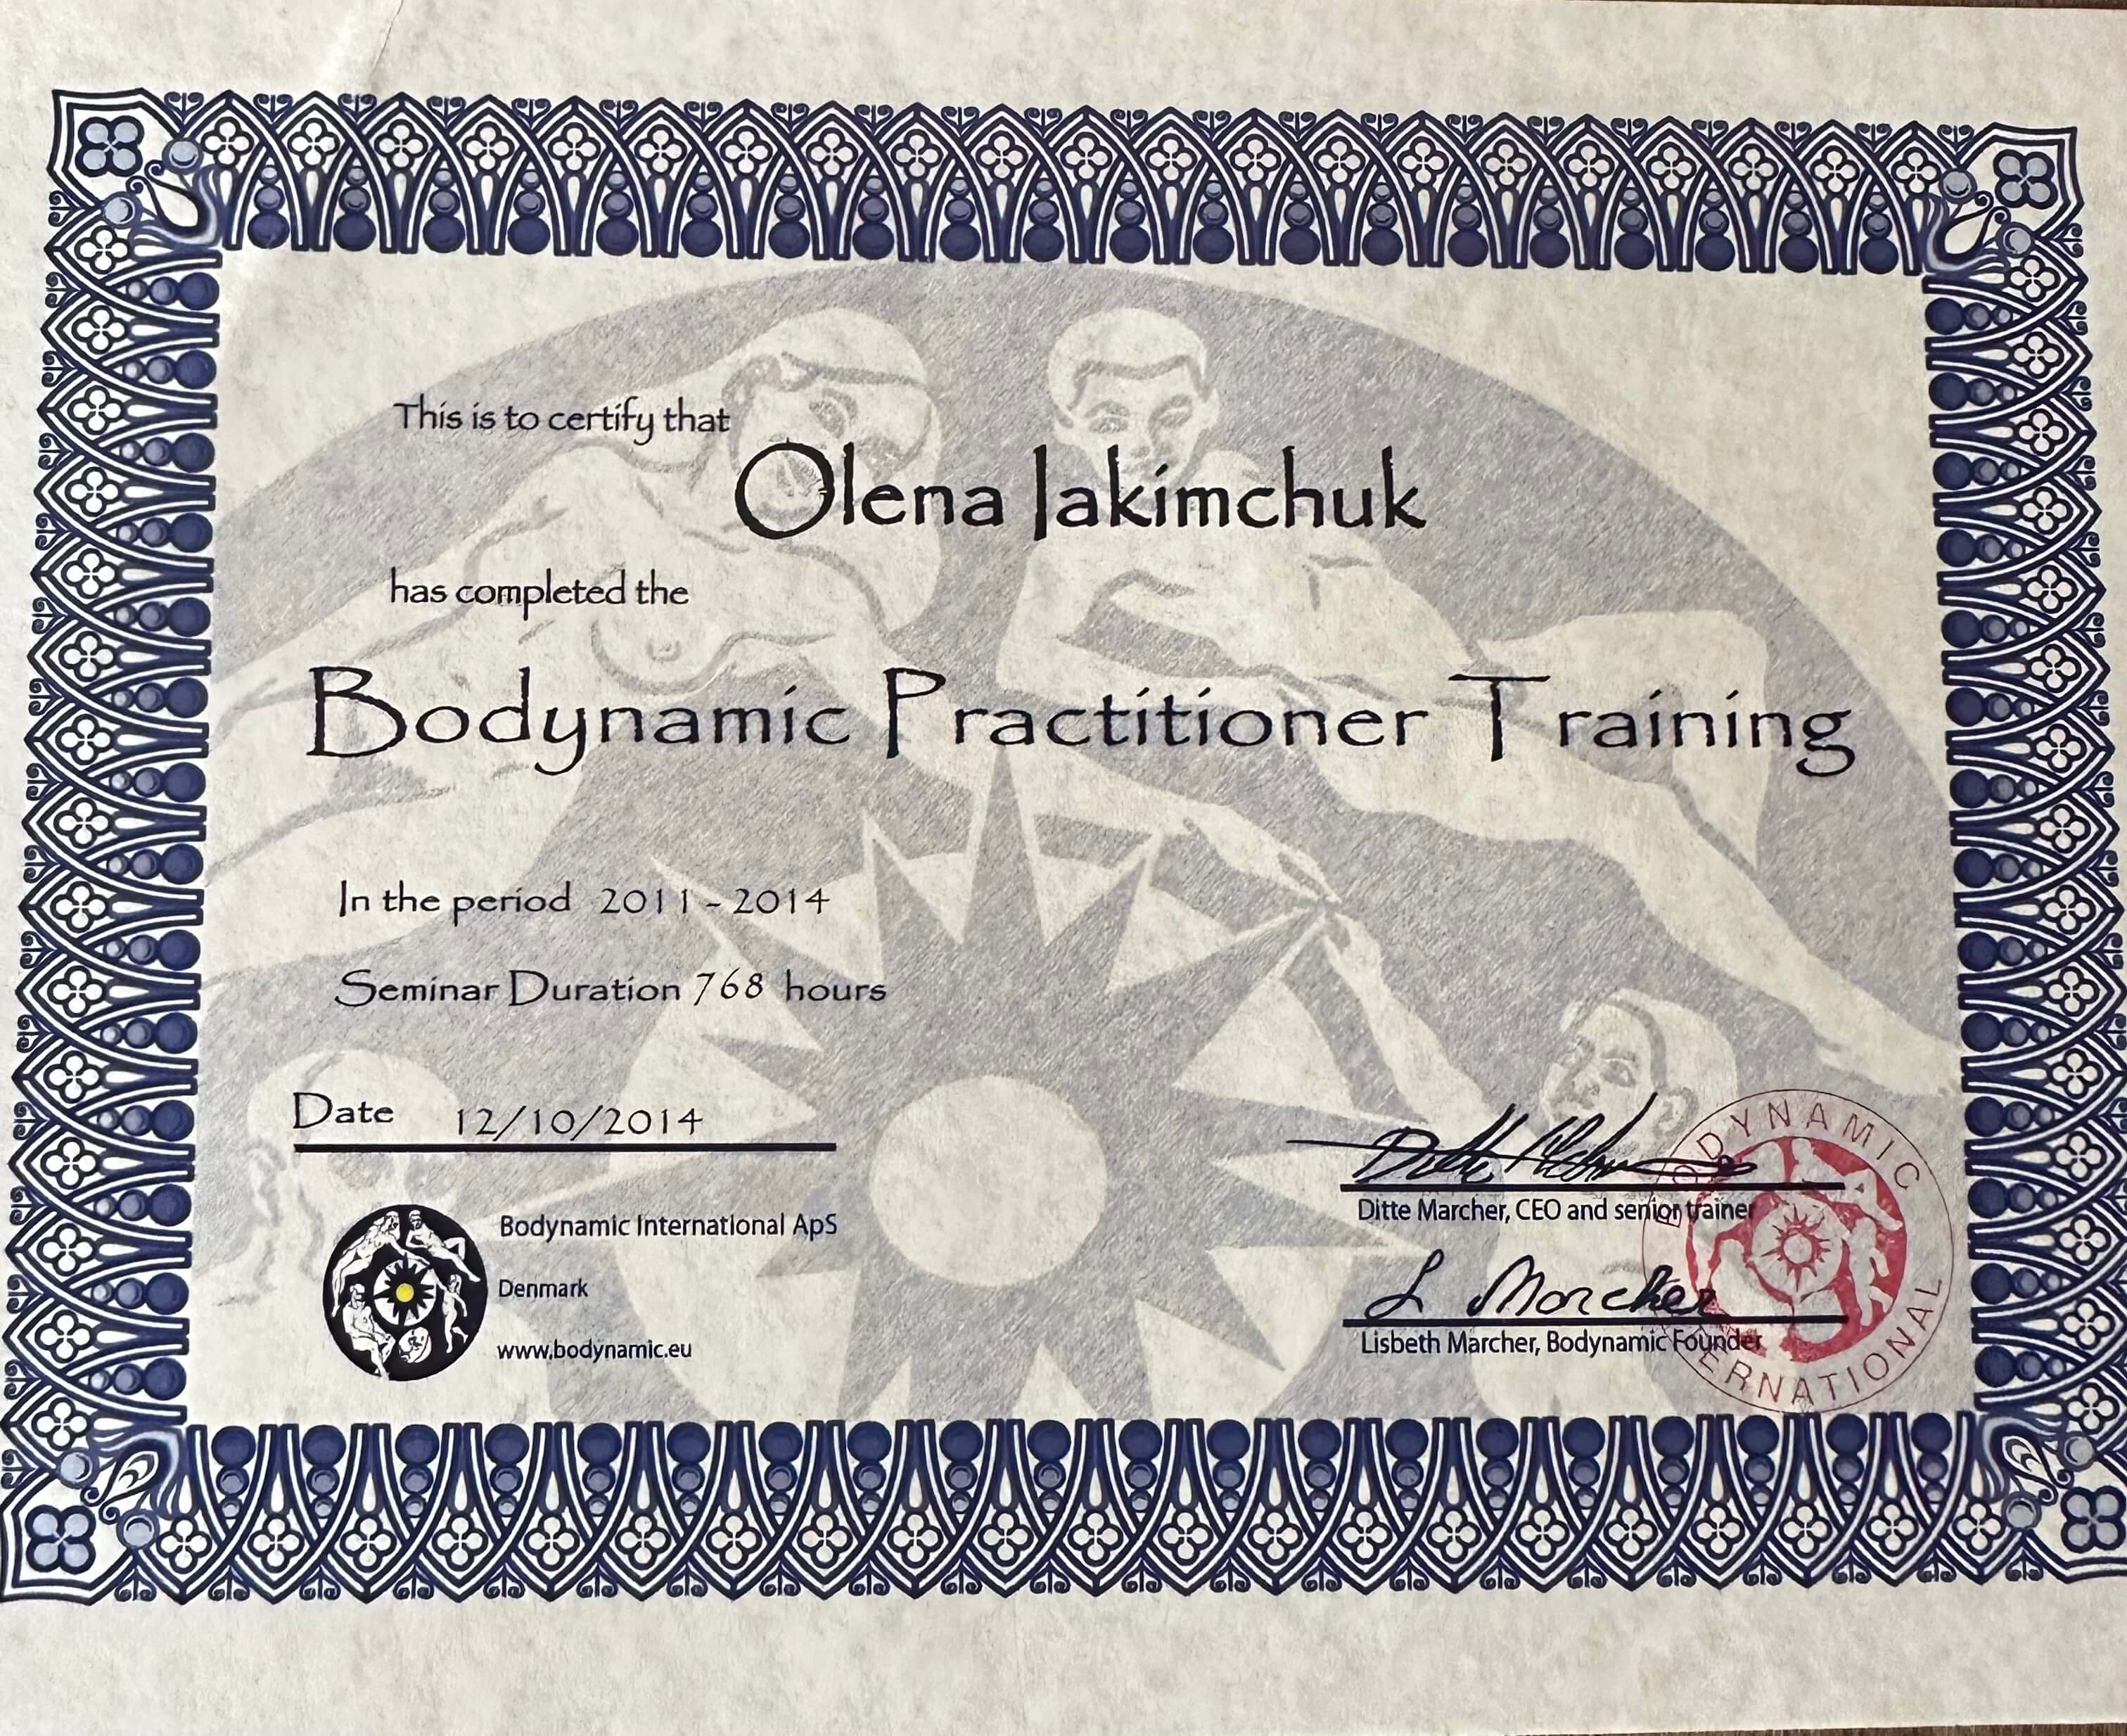 This is to certify that
Olena Jakimchuk
has completed the
Bodynamic Practitioner Training
In the period 2011 - 2014
Seminar Duration 768 hours
Date 12/10/2014
Bodynamic International ApS
Denmark
www.bodynamic.eu
Ditte Marcher, CEO and senior trainer
L Marcher
Lisbeth Marcher, Bodynamic Founder
BODYNAMIC
ERNATIONAL